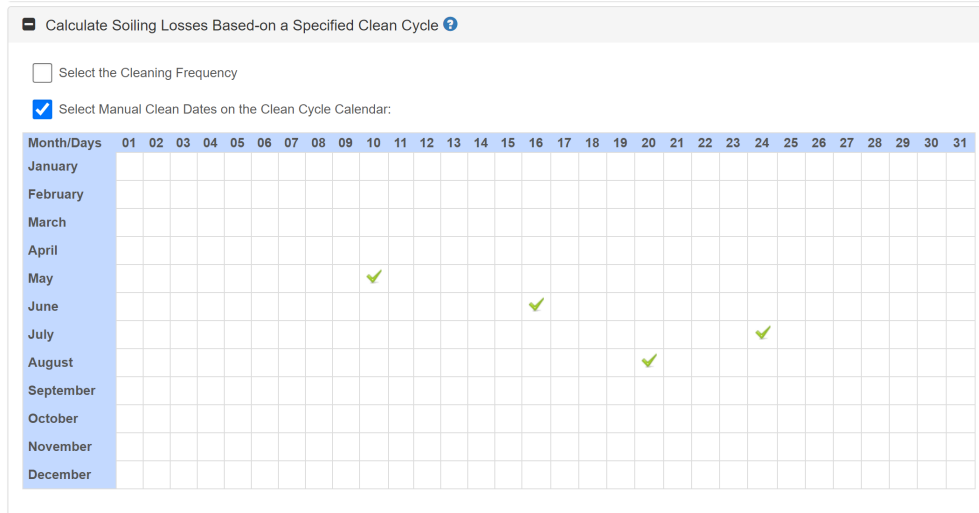 Calculate Soiling Losses Based-on a Specified Clean Cycle
Select the Cleaning Frequency
Select Manual Clean Dates on the Clean Cycle Calendar:
Month/Days 01 02 03 04 05 06 07 08 09 10 11 12 13 14 15 16 17 18 19 20 21 22 23 24 25 26 27 28 29 30 31
January
February
March
April
May
June
July
August
September
October
November
December